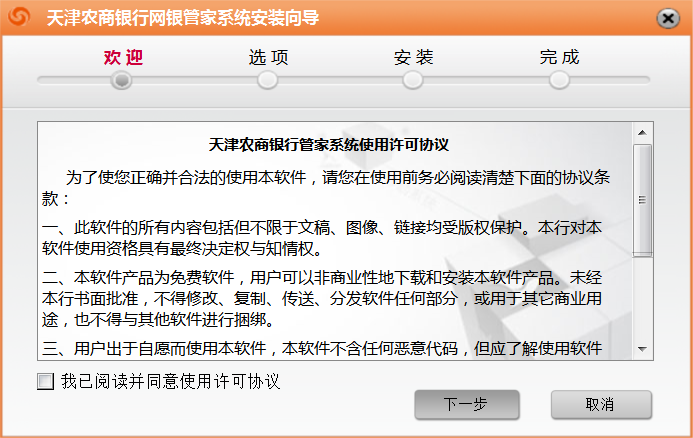 天津农商银行网银管家系统安装向导
欢迎 选项 安装 完成
天津农商银行管家系统使用许可协议
为了使您正确并合法的使用本软件，请您在使用前务必阅读清楚下面的协议条
款：
一、此软件的所有内容包括但不限于文稿、图像、链接均受版权保护。本行对本
软件使用资格具有最终决定权与知情权。
二、本软件产品为免费软件，用户可以非商业性地下载和安装本软件产品。未经
本行书面批准，不得修改、复制、传送、分发软件任何部分，或用于其它商业用
途，也不得与其他软件进行捆绑。
三、用户出于自愿而使用本软件，本软件不含任何恶意代码，但应了解使用软件
我已阅读并同意使用许可协议
下一步 取消